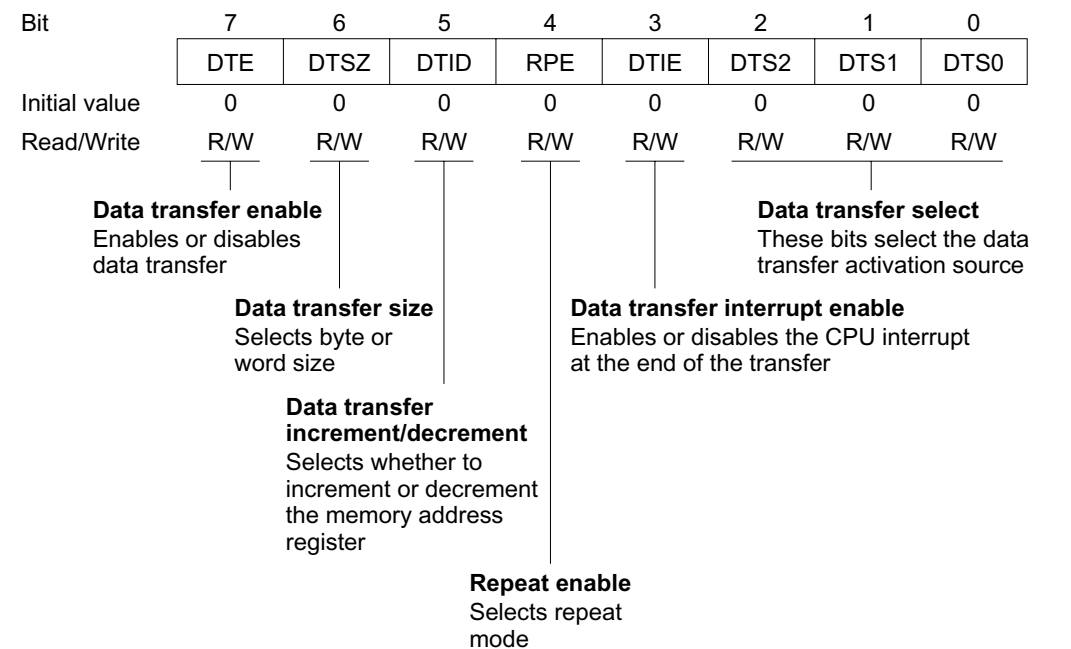 Bit 7 6 5 4 3 2 1 0
DTE DTSZ DTID RPE DTIE DTS2 DTS1 DTS0
Initial value 0 0 0 0 0 0 0 0
Read/Write R/W R/W R/W R/W R/W R/W R/W R/W
Data transfer enable
Enables or disables
data transfer
Data transfer select
These bits select the data
transfer activation source
Data transfer size
Selects byte or
word size
Data transfer interrupt enable
Enables or disables the CPU interrupt
at the end of the transfer
Data transfer
increment/decrement
Selects whether to
increment or decrement
the memory address
register
Repeat enable
Selects repeat
mode